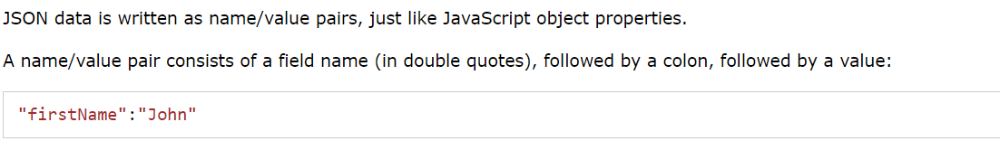 JSON data is written as name/value pairs, just like JavaScript object properties.
A name/value pair consists of a field name (in double quotes), followed by a colon, followed by a value:
"firstName":"John"